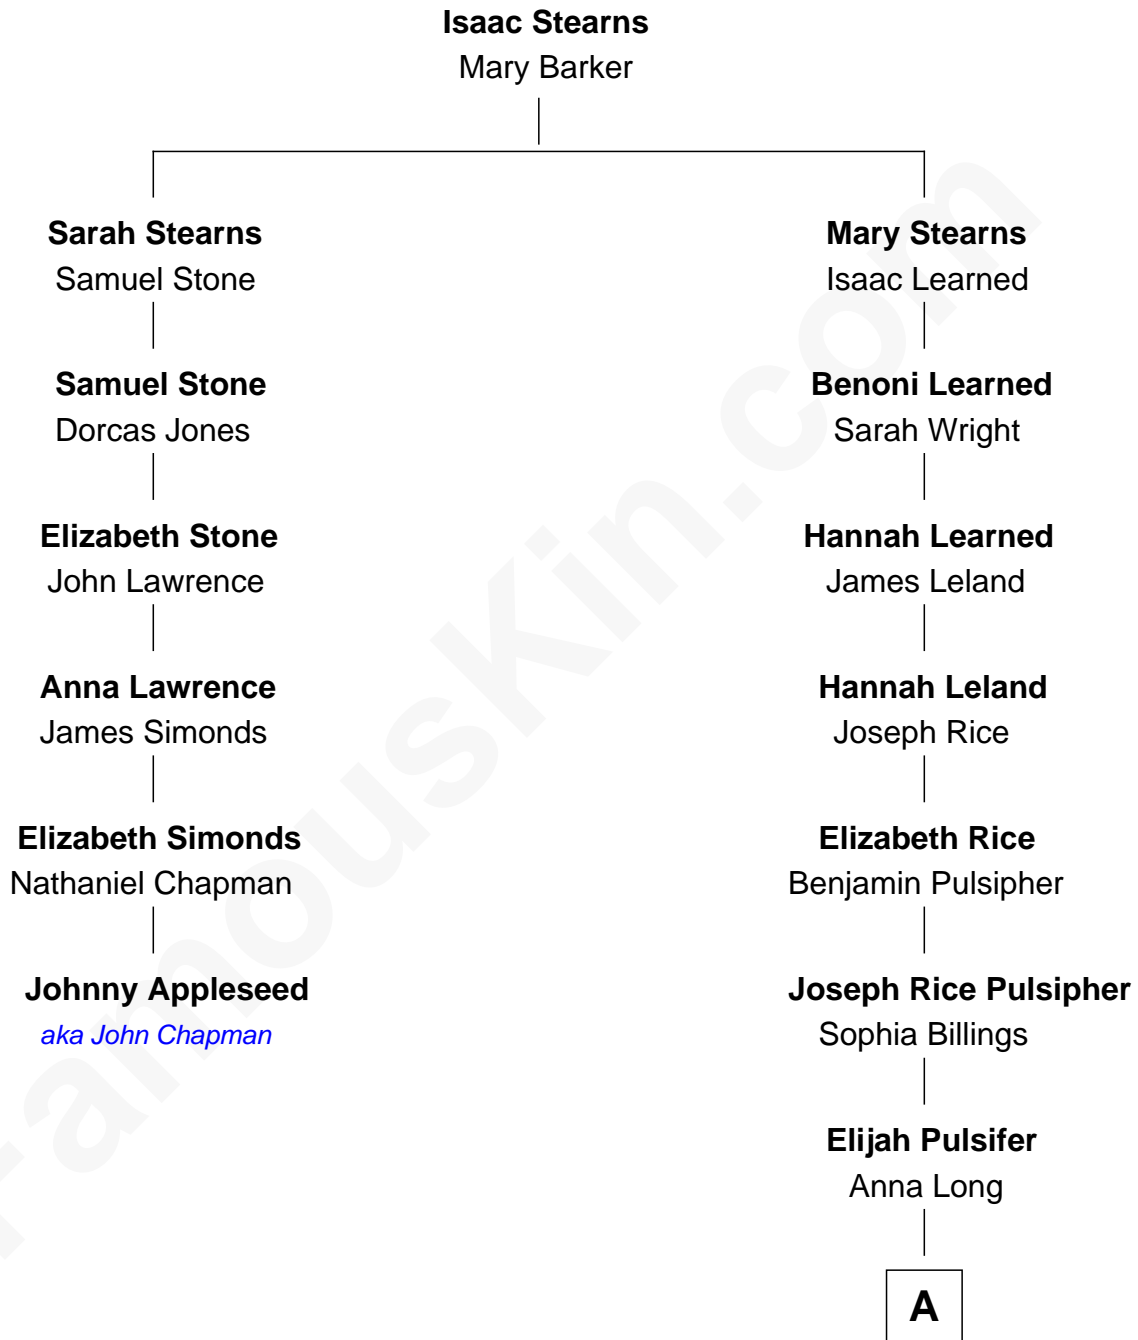 Isaac Stearns
Mary Barker
Sarah Stearns
Samuel Stone
Mary Stearns
Isaac Learned
Samuel Stone
Dorcas Jones
Benoni Learned
Sarah Wright
Elizabeth Stone
John Lawrence
Hannah Learned
James Leland
Anna Lawrence
James Simonds
Hannah Leland
Joseph Rice
Elizabeth Simonds
Nathaniel Chapman
Elizabeth Rice
Benjamin Pulsipher
Johnny Appleseed
aka John Chapman
Joseph Rice Pulsipher
Sophia Billings
Elijah Pulsifer
Anna Long
A
FamousKin.com